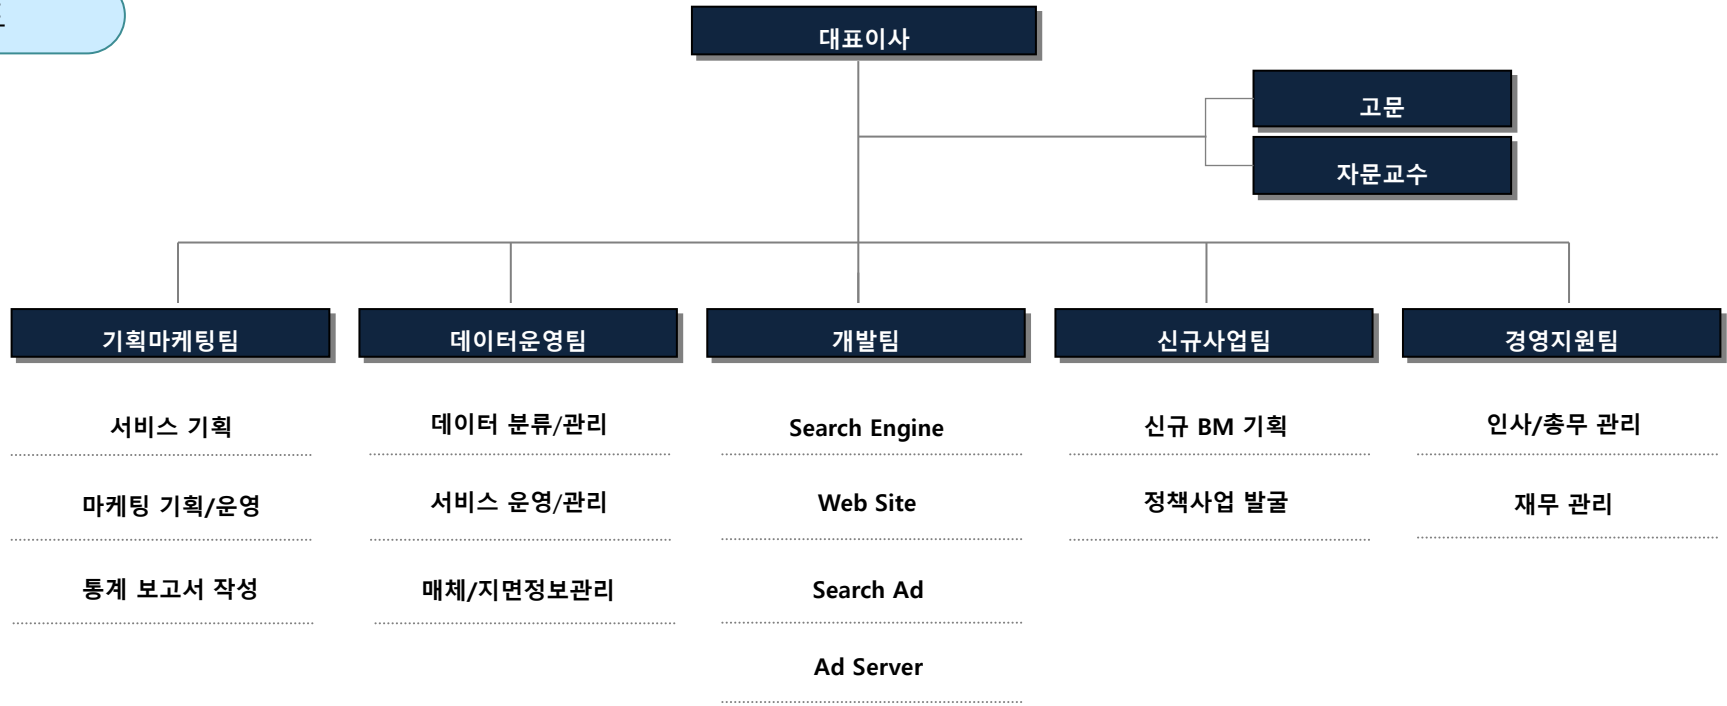 대표이사
고문
자문교수
기획마케팅팀
데이터운영팀
개발팀
신규사업팀
경영지원팀
서비스 기획
마케팅 기획/운영
통계 보고서 작성
데이터 분류/관리
서비스 운영/관리
매체/지면정보관리
Search Engine
Web Site
Search Ad
Ad Server
신규 BM 기획
정책사업 발굴
인사/총무 관리
재무 관리